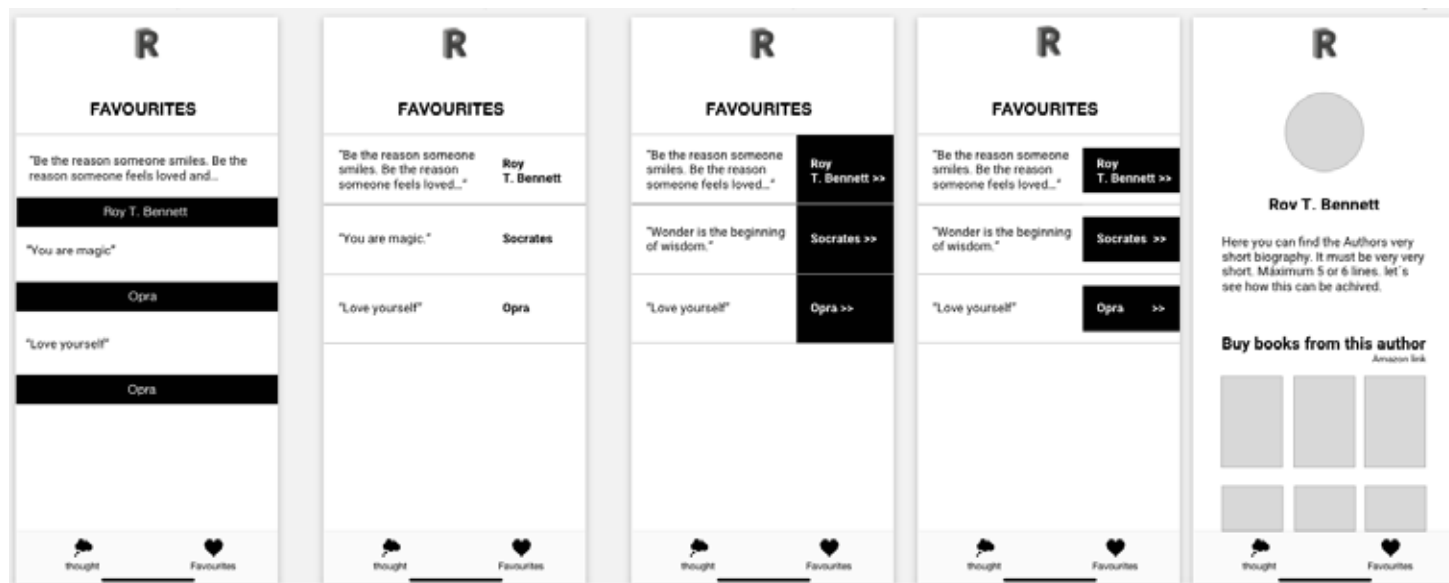 R
FAVOURITES
"Be the reason someone smiles. Be the
reason someone feels loved and...
Roy T. Bennett
"You are magic"
Opra
"Love yourself"
Opra
thought
Favourites
R
FAVOURITES
"Be the reason someone
smiles. Be the reason
someone feels loved..."
Roy
T. Bennett
"You are magic."
Socrates
"Love yourself"
Opra
thought
Favourites
R
FAVOURITES
"Be the reason someone
smiles. Be the reason
someone feels loved..."
Roy
T. Bennett >>
"Wonder is the beginning
of wisdom."
Socrates >>
"Love yourself"
Opra >>
thought
Favourites
R
FAVOURITES
"Be the reason someone
smiles. Be the reason
someone feels loved..."
Roy
T. Bennett >>
"Wonder is the beginning
of wisdom."
Socrates >>
"Love yourself"
Opra >>
thought
Favourites
R
Roy T. Bennett
Here you can find the Authors very
short biography. It must be very very
short. Máximum 5 or 6 lines. let´s
see how this can be achived.
Buy books from this author
Amazon link
thought
Favourites